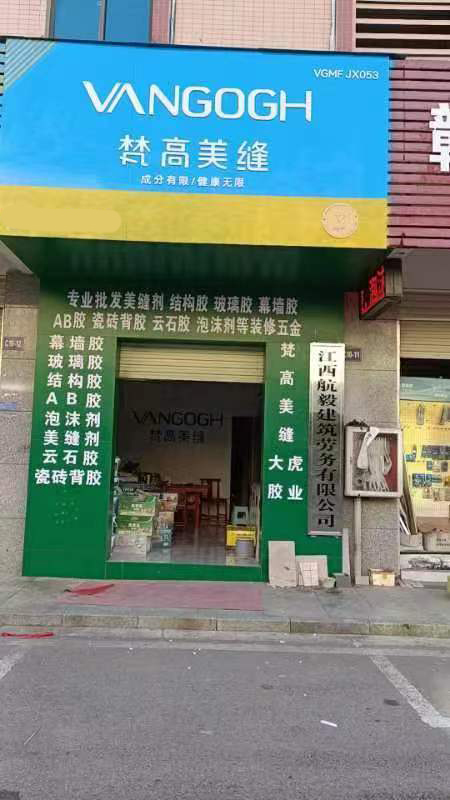 VGMF JX053
VANGOGH
梵高美缝
成分有限/健康无限
专业批发美缝剂 结构胶 玻璃胶 幕墙胶
AB胶 瓷砖背胶 云石胶 泡沫剂等装修五金
C10-12
幕墙胶
玻璃胶
结构胶
AB胶
泡沫剂
美缝剂
云石胶
瓷砖背胶
VANGOGH
梵高美缝
梵高美缝
大虎
胶业
江西航毅建筑劳务有限公司
C10-11